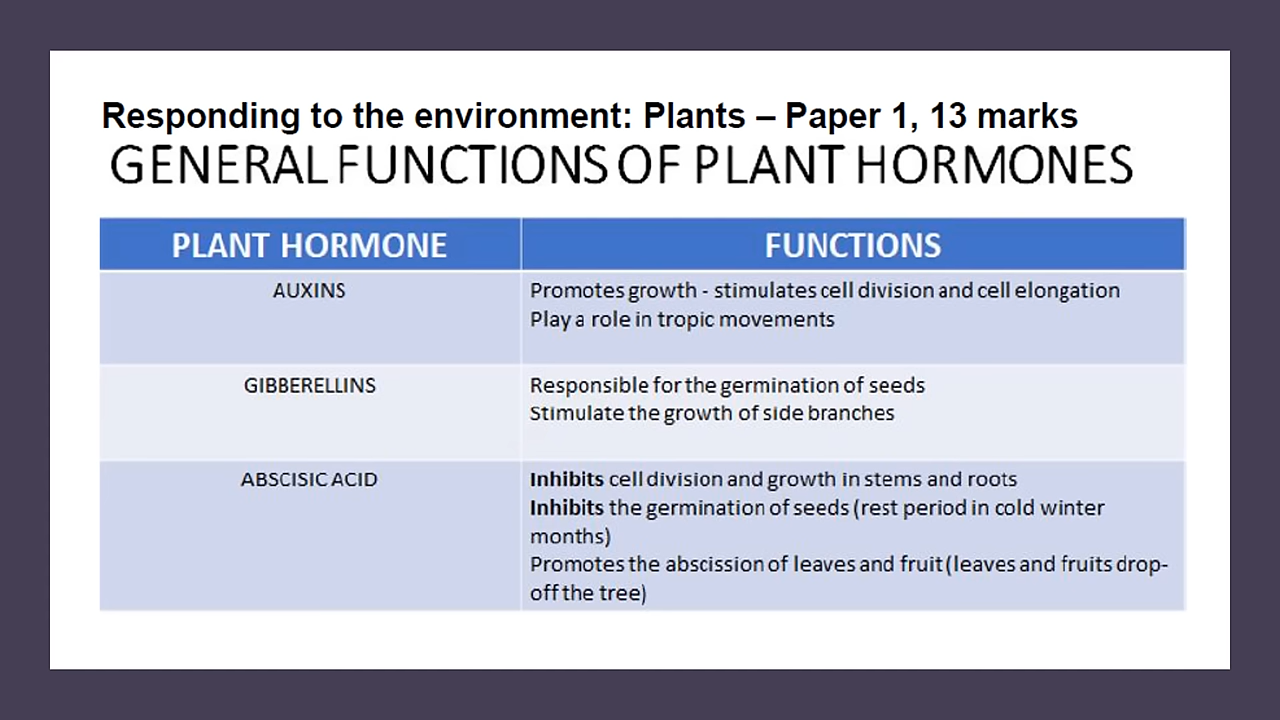 Responding to the environment: Plants – Paper 1, 13 marks
GENERAL FUNCTIONS OF PLANT HORMONES
PLANT HORMONE FUNCTIONS
AUXINS Promotes growth - stimulates cell division and cell elongation
Play a role in tropic movements
GIBBERELLINS Responsible for the germination of seeds
Stimulate the growth of side branches
ABSCISIC ACID Inhibits cell division and growth in stems and roots
Inhibits the germination of seeds (rest period in cold winter
months)
Promotes the abscission of leaves and fruit (leaves and fruits drop-
off the tree)